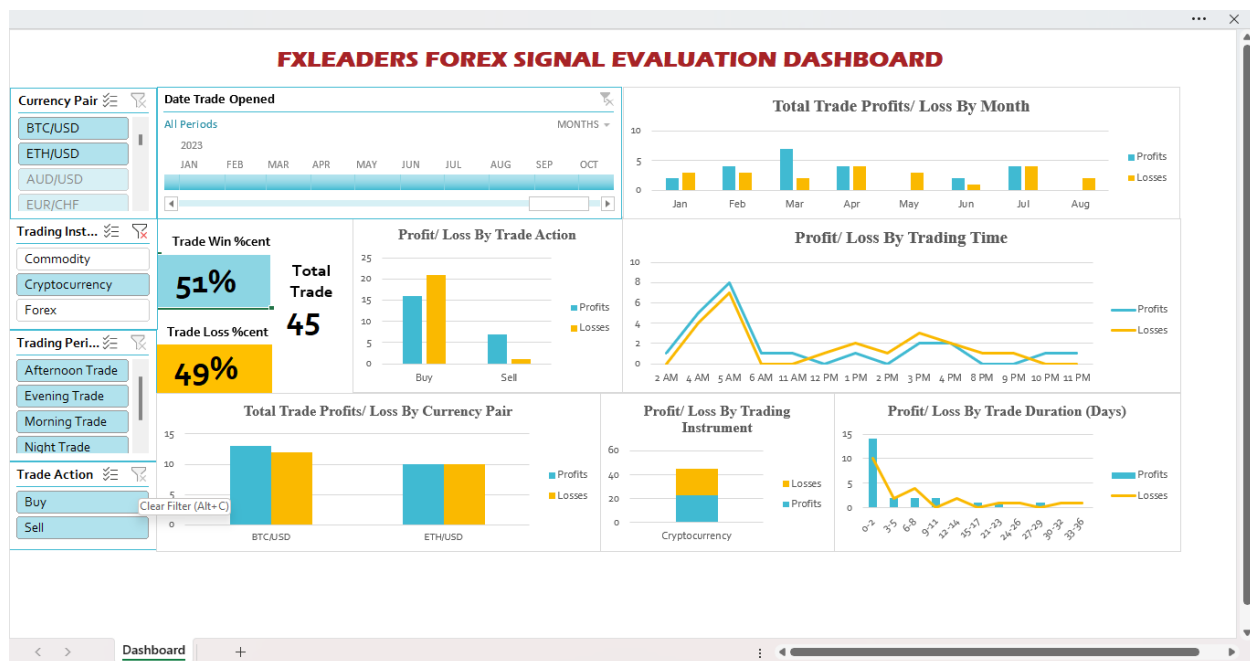 FXLEADERS FOREX SIGNAL EVALUATION DASHBOARD
Currency Pair
BTC/USD
ETH/USD
AUD/USD
EUR/CHF
Date Trade Opened
All Periods
MONTHS
2023
JAN FEB MAR APR MAY JUN JUL AUG SEP OCT
Total Trade Profits/ Loss By Month
10
5
0
Jan Feb Mar Apr May Jun Jul Aug
Profits
Losses
Trading Inst...
Commodity
Cryptocurrency
Forex
Trade Win %cent
51%
Trade Loss %cent
49%
Total
Trade
45
Profit/ Loss By Trade Action
25
20
15
10
5
0
Buy Sell
Profits
Losses
Profit/ Loss By Trading Time
10
8
6
4
2
0
2 AM 4 AM 5 AM 6 AM 11 AM 12 PM 1 PM 2 PM 3 PM 4 PM 8 PM 9 PM 10 PM 11 PM
Profits
Losses
Trading Peri...
Afternoon Trade
Evening Trade
Morning Trade
Night Trade
Trade Action
Buy
Sell
Clear Filter (Alt+C)
Total Trade Profits/ Loss By Currency Pair
15
10
5
0
BTC/USD ETH/USD
Profits
Losses
Profit/ Loss By Trading
Instrument
60
40
20
0
Cryptocurrency
Losses
Profits
Profit/ Loss By Trade Duration (Days)
15
10
5
0
0-2 3-5 6-8 9-11 12-14 15-17 21-23 24-26 27-29 30-32 33-36
Profits
Losses
Dashboard